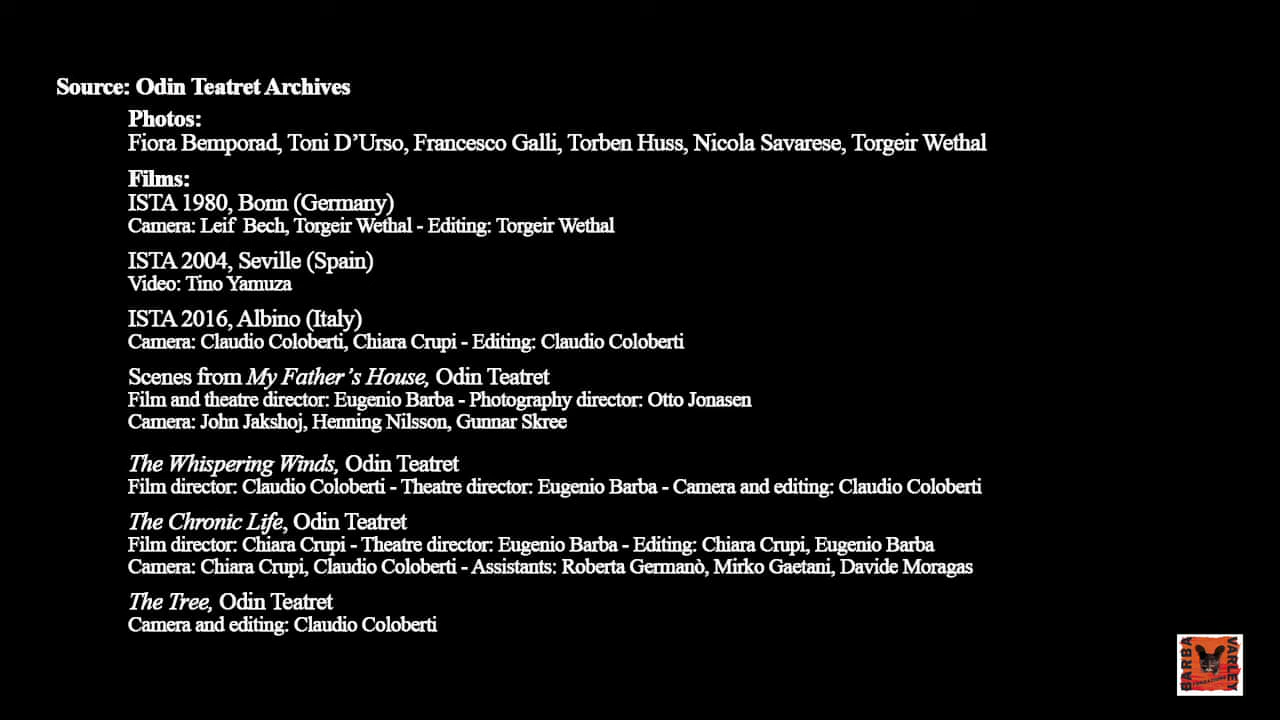 Source: Odin Teatret Archives
Photos:
Fiora Bemporad, Toni D’Urso, Francesco Galli, Torben Huss, Nicola Savarese, Torgeir Wethal
Films:
ISTA 1980, Bonn (Germany)
Camera: Leif Bech, Torgeir Wethal - Editing: Torgeir Wethal
ISTA 2004, Seville (Spain)
Video: Tino Yamuza
ISTA 2016, Albino (Italy)
Camera: Claudio Coloberti, Chiara Crupi - Editing: Claudio Coloberti
Scenes from My Father’s House, Odin Teatret
Film and theatre director: Eugenio Barba - Photography director: Otto Jonasen
Camera: John Jakshoj, Henning Nilsson, Gunnar Skree
The Whispering Winds, Odin Teatret
Film director: Claudio Coloberti - Theatre director: Eugenio Barba - Camera and editing: Claudio Coloberti
The Chronic Life, Odin Teatret
Film director: Chiara Crupi - Theatre director: Eugenio Barba - Editing: Chiara Crupi, Eugenio Barba
Camera: Chiara Crupi, Claudio Coloberti - Assistants: Roberta Germanò, Mirko Gaetani, Davide Moragas
The Tree, Odin Teatret
Camera and editing: Claudio Coloberti
BARBA
VARLEY